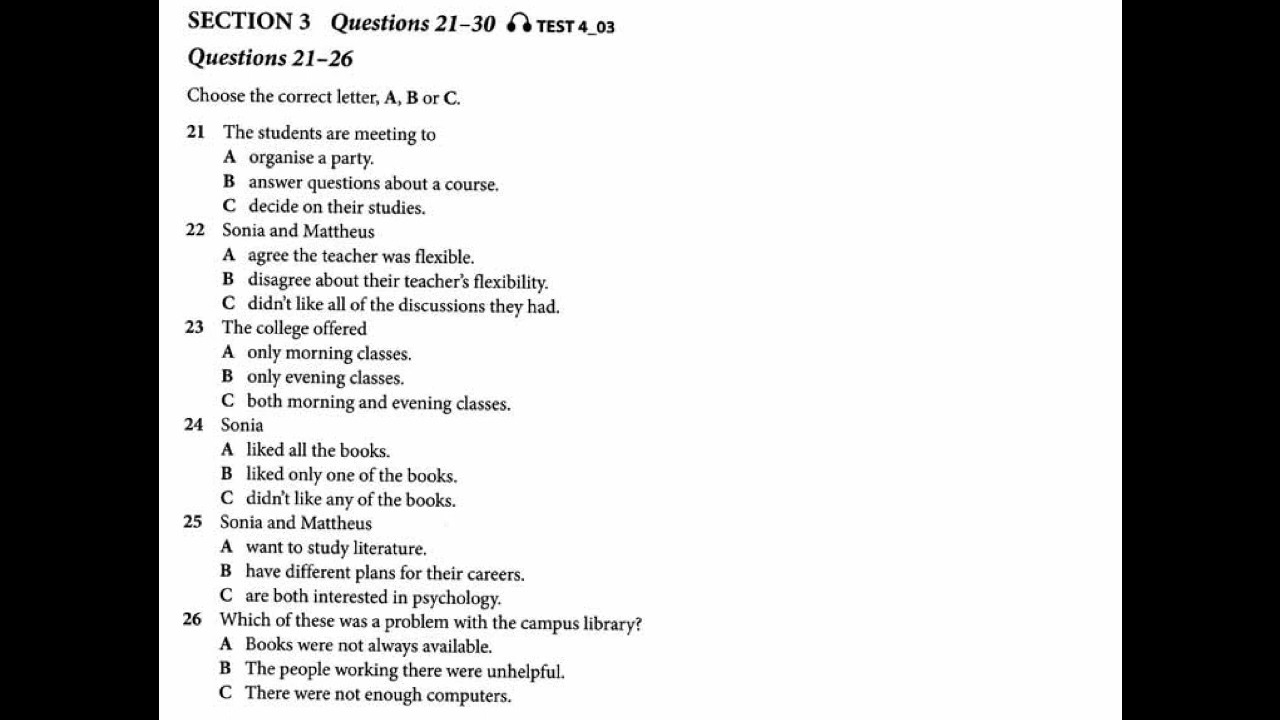 SECTION 3 Questions 21–30 TEST 4_03
Questions 21–26
Choose the correct letter, A, B or C.
21 The students are meeting to
A organise a party.
B answer questions about a course.
C decide on their studies.
22 Sonia and Mattheus
A agree the teacher was flexible.
B disagree about their teacher's flexibility.
C didn't like all of the discussions they had.
23 The college offered
A only morning classes.
B only evening classes.
C both morning and evening classes.
24 Sonia
A liked all the books.
B liked only one of the books.
C didn't like any of the books.
25 Sonia and Mattheus
A want to study literature.
B have different plans for their careers.
C are both interested in psychology.
26 Which of these was a problem with the campus library?
A Books were not always available.
B The people working there were unhelpful.
C There were not enough computers.